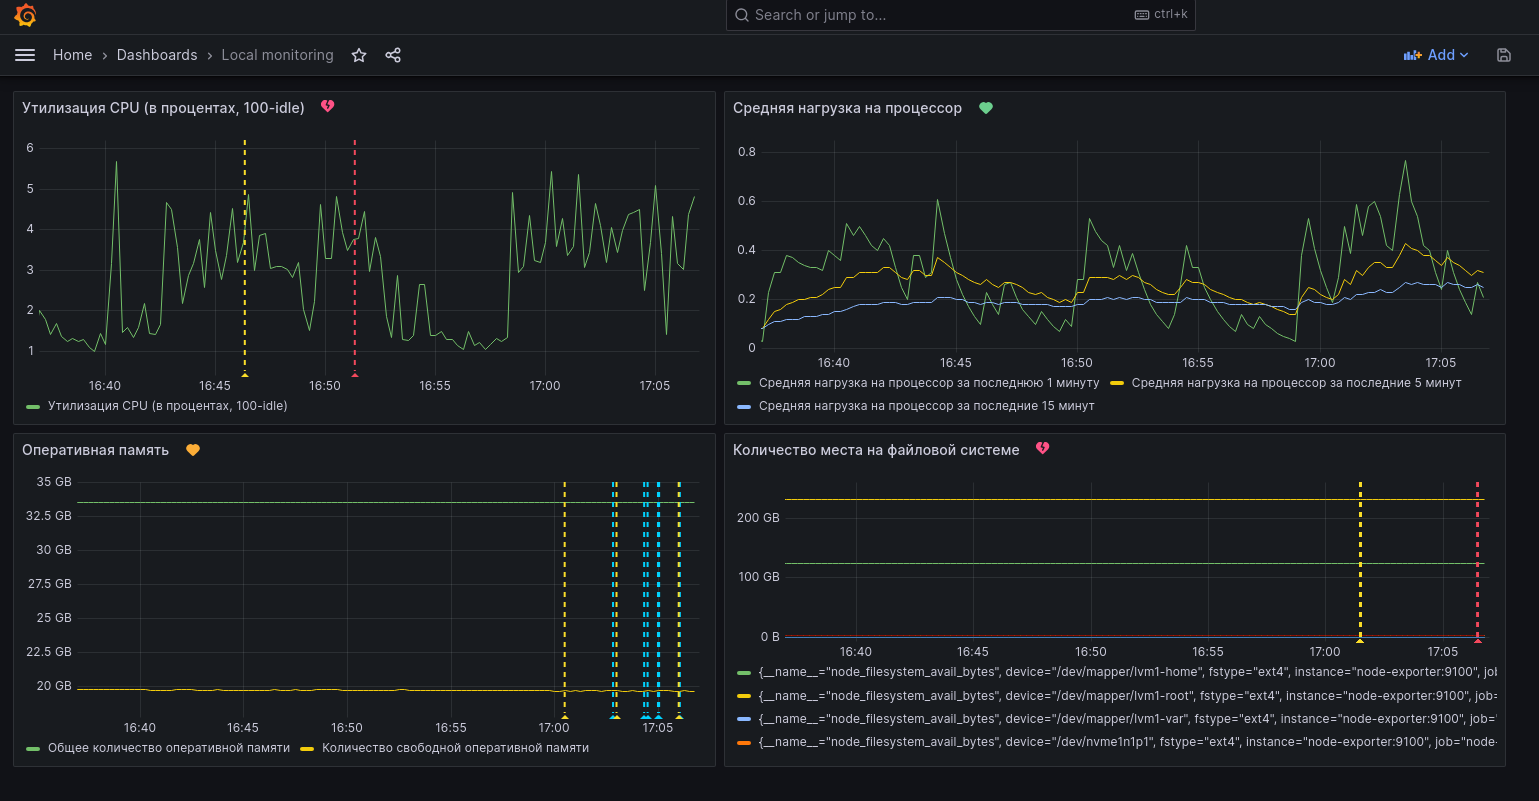 Search or jump to...
ctrl+k
Home › Dashboards › Local monitoring
Add
Утилизация CPU (в процентах, 100-idle)
6
5
4
3
2
1
16:40 16:45 16:50 16:55 17:00 17:05
Утилизация CPU (в процентах, 100-idle)
Средняя нагрузка на процессор
0.8
0.6
0.4
0.2
0
16:40 16:45 16:50 16:55 17:00 17:05
Средняя нагрузка на процессор за последнюю 1 минуту Средняя нагрузка на процессор за последние 5 минут
Средняя нагрузка на процессор за последние 15 минут
Оперативная память
35 GB
32.5 GB
30 GB
27.5 GB
25 GB
22.5 GB
20 GB
16:40 16:45 16:50 16:55 17:00 17:05
Общее количество оперативной памяти Количество свободной оперативной памяти
Количество места на файловой системе
200 GB
100 GB
0 B
16:40 16:45 16:50 16:55 17:00 17:05
{__name__="node_filesystem_avail_bytes", device="/dev/mapper/lvm1-home", fstype="ext4", instance="node-exporter:9100", job
{__name__="node_filesystem_avail_bytes", device="/dev/mapper/lvm1-root", fstype="ext4", instance="node-exporter:9100", job=
{__name__="node_filesystem_avail_bytes", device="/dev/mapper/lvm1-var", fstype="ext4", instance="node-exporter:9100", job="
{__name__="node_filesystem_avail_bytes", device="/dev/nvme1n1p1", fstype="ext4", instance="node-exporter:9100", job="node-